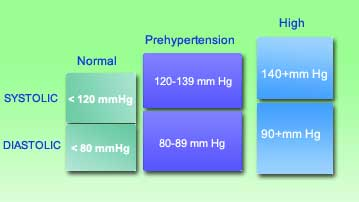 Normal
Prehypertension
High
SYSTOLIC
< 120 mmHg
120-139 mm Hg
140+mm Hg
DIASTOLIC
< 80 mmHg
80-89 mm Hg
90+mm Hg